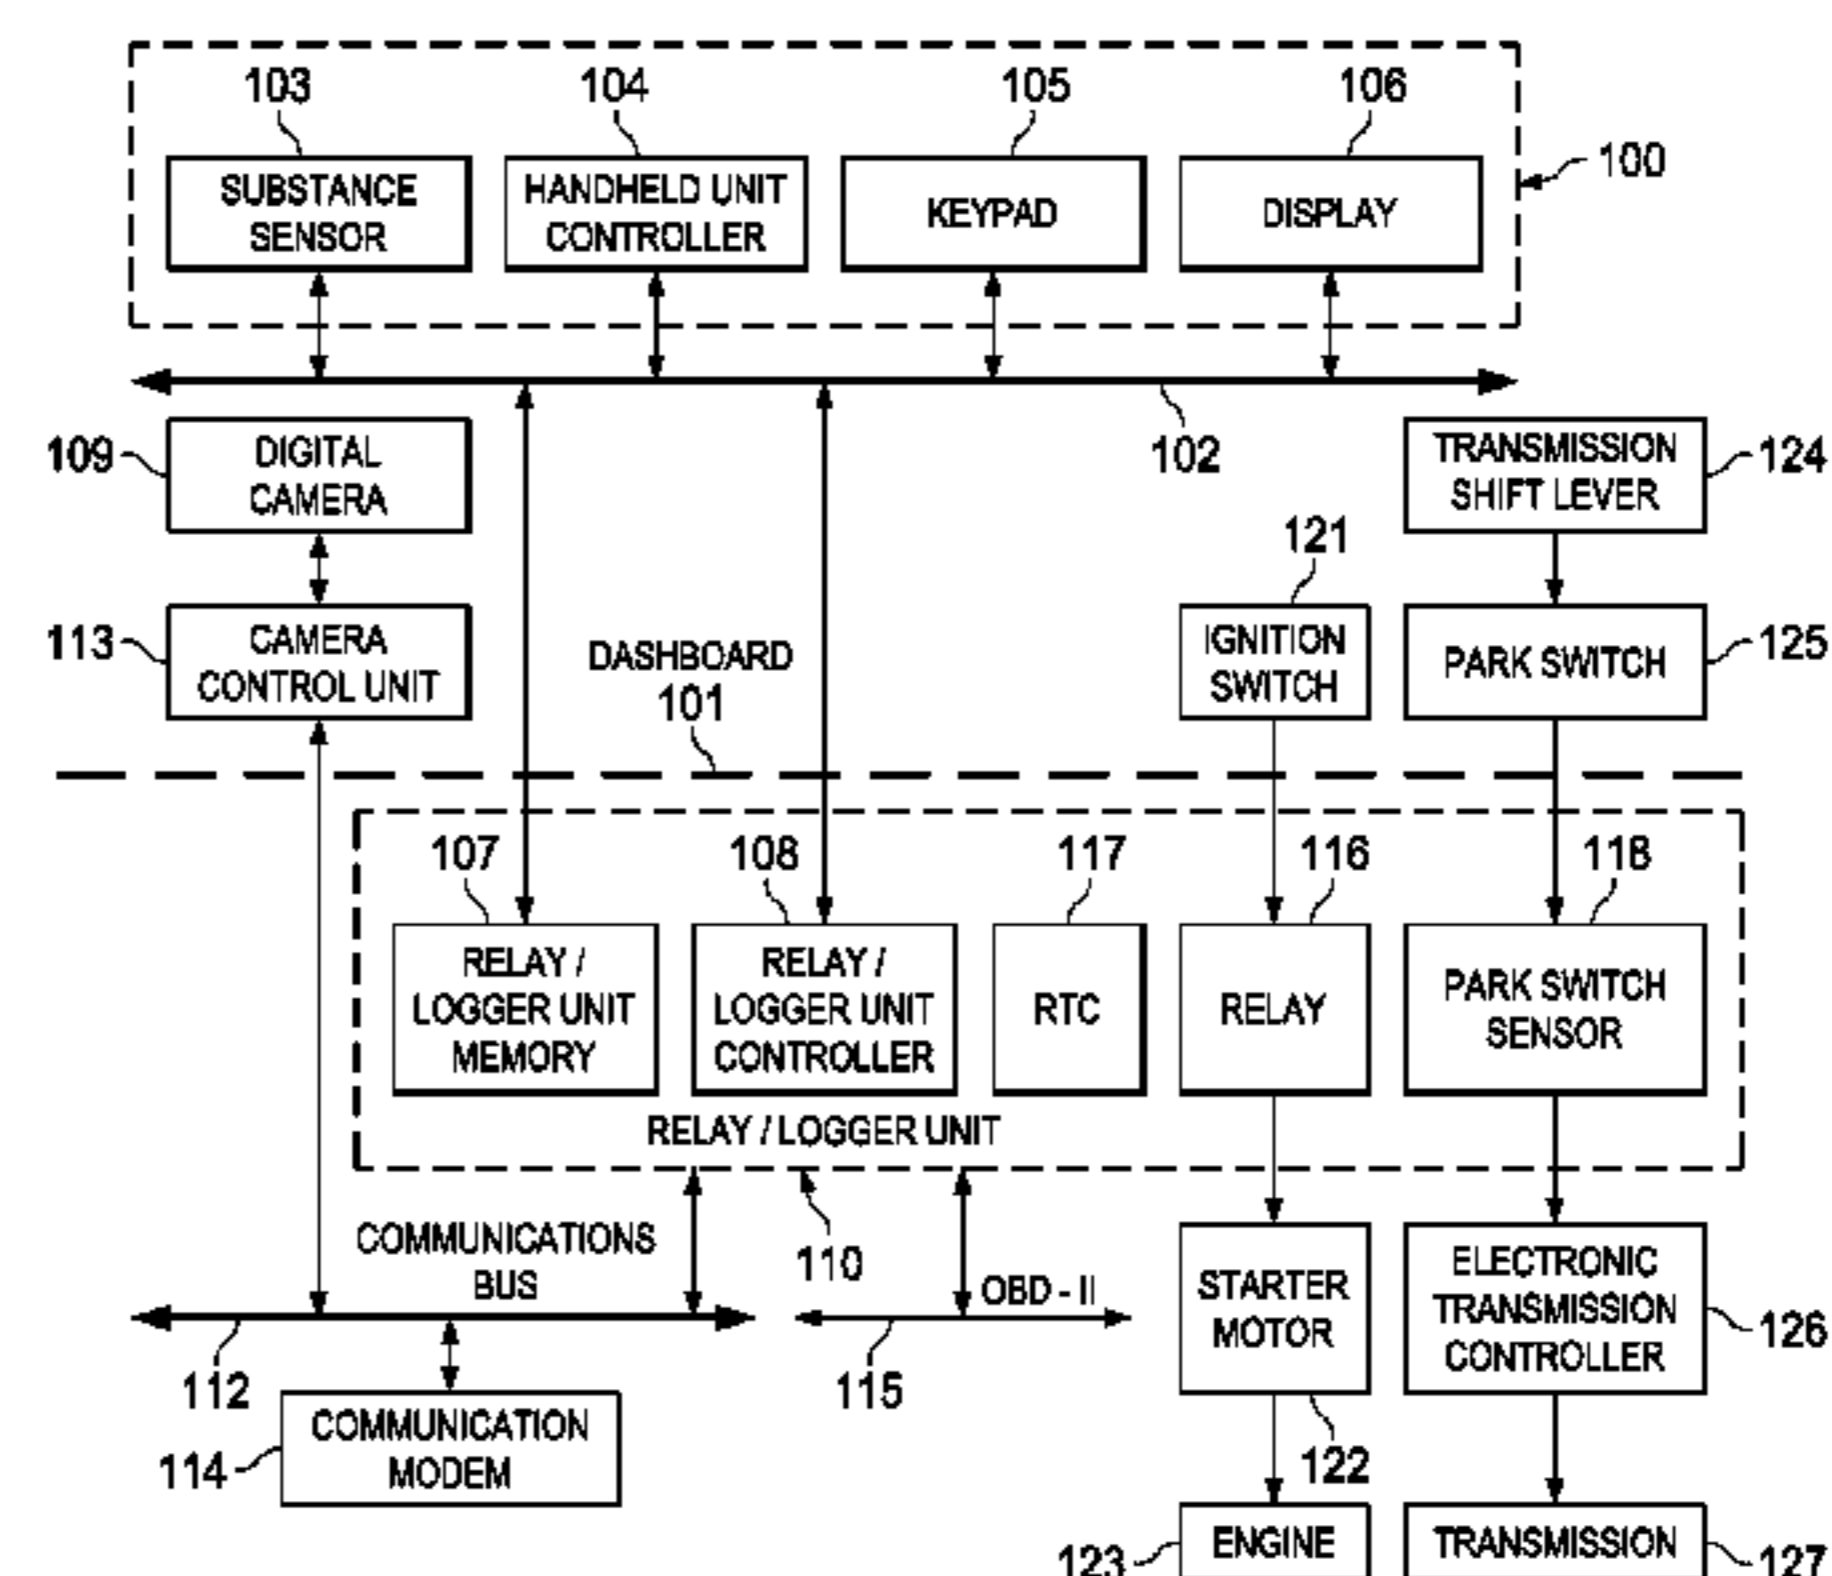 103
104
105
106
100
SUBSTANCE
SENSOR
HANDHELD UNIT
CONTROLLER
KEYPAD
DISPLAY
102
109
DIGITAL
CAMERA
TRANSMISSION
SHIFT LEVER
124
121
113
CAMERA
CONTROL UNIT
DASHBOARD
101
IGNITION
SWITCH
PARK SWITCH
125
107
108
117
116
118
RELAY /
LOGGER UNIT
MEMORY
RELAY /
LOGGER UNIT
CONTROLLER
RTC
RELAY
PARK SWITCH
SENSOR
RELAY / LOGGER UNIT
COMMUNICATIONS
BUS
110
OBD - II
STARTER
MOTOR
ELECTRONIC
TRANSMISSION
CONTROLLER
126
112
115
122
114
COMMUNICATION
MODEM
123
ENGINE
TRANSMISSION
127